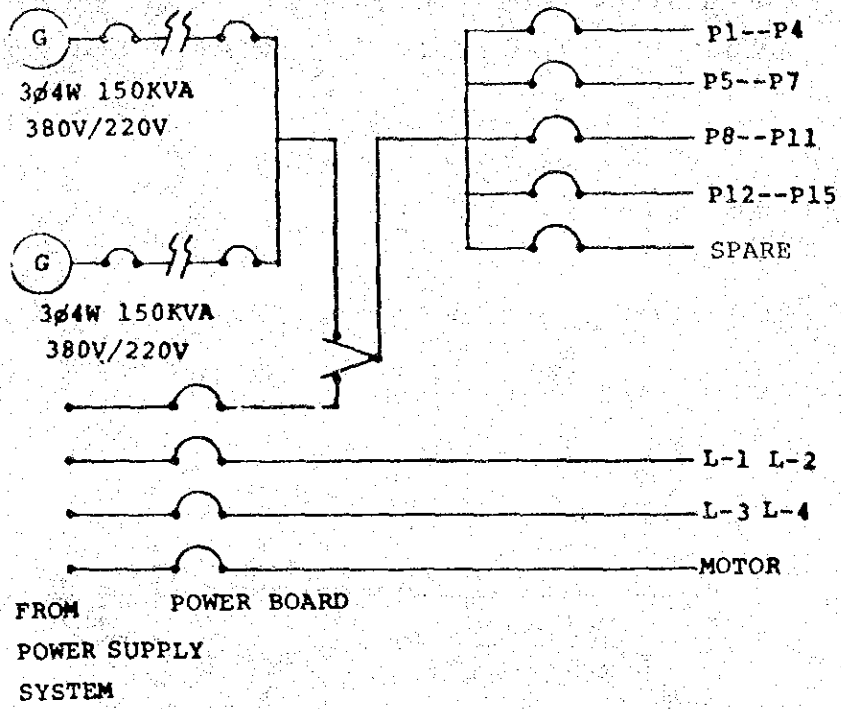 G
3ø4W 150KVA
380V/220V
G
3ø4W 150KVA
380V/220V
P1--P4
P5--P7
P8--P11
P12--P15
SPARE
L-1 L-2
L-3 L-4
MOTOR
FROM
POWER SUPPLY
SYSTEM
POWER BOARD